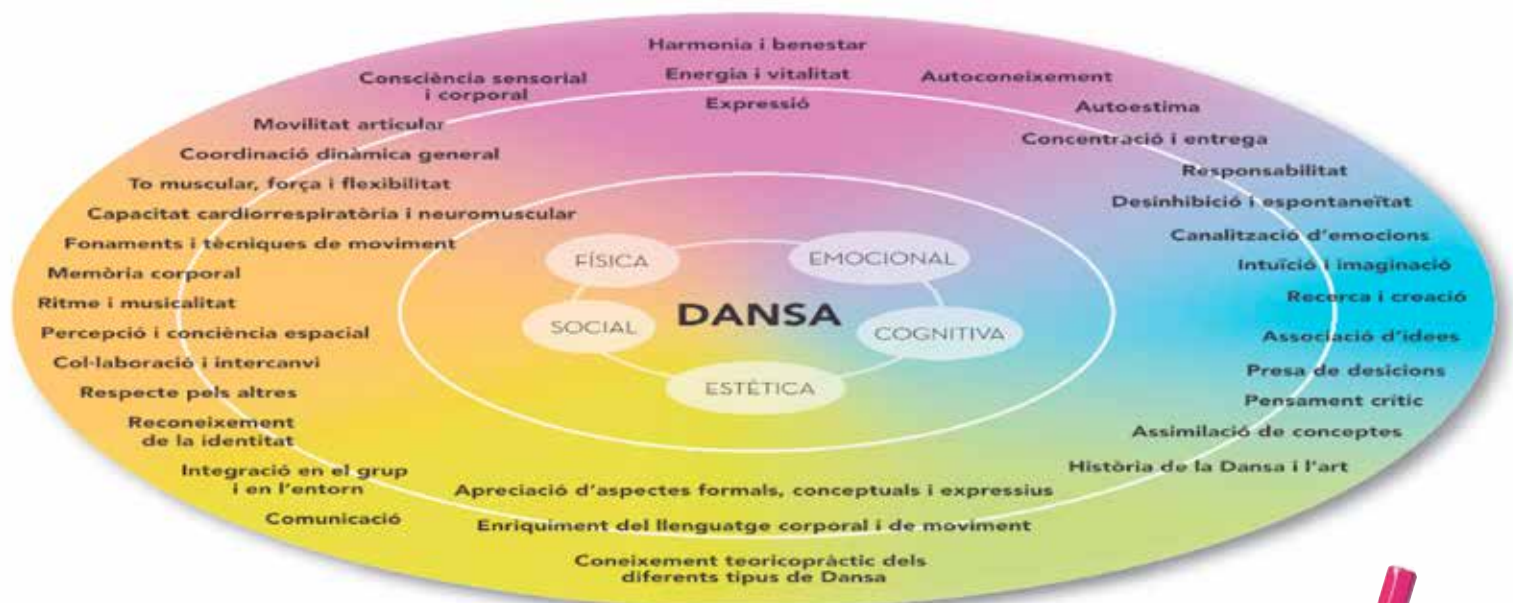 Harmonia i benestar
Energia i vitalitat
Expressió
Autoconeixement
Autoestima
Concentració i entrega
Responsabilitat
Desinhibició i espontaneïtat
Canalització d'emocions
Intuïció i imaginació
Recerca i creació
Associació d'idees
Presa de desicions
Pensament crític
Assimilació de conceptes
Història de la Dansa i l'art
Apreciació d'aspectes formals, conceptuals i expressius
Enriquiment del llenguatge corporal i de moviment
Coneixement teoricopràctic dels
diferents tipus de Dansa
Consciència sensorial
i corporal
Movilitat articular
Coordinació dinàmica general
To muscular, força i flexibilitat
Capacitat cardiorrespiratòria i neuromuscular
Fonaments i tècniques de moviment
Memòria corporal
Ritme i musicalitat
Percepció i conciència espacial
Col·laboració i intercanvi
Respecte pels altres
Reconeixement
de la identitat
Integració en el grup
i en l'entorn
Comunicació
FÍSICA
EMOCIONAL
SOCIAL
DANSA
COGNITIVA
ESTÈTICA